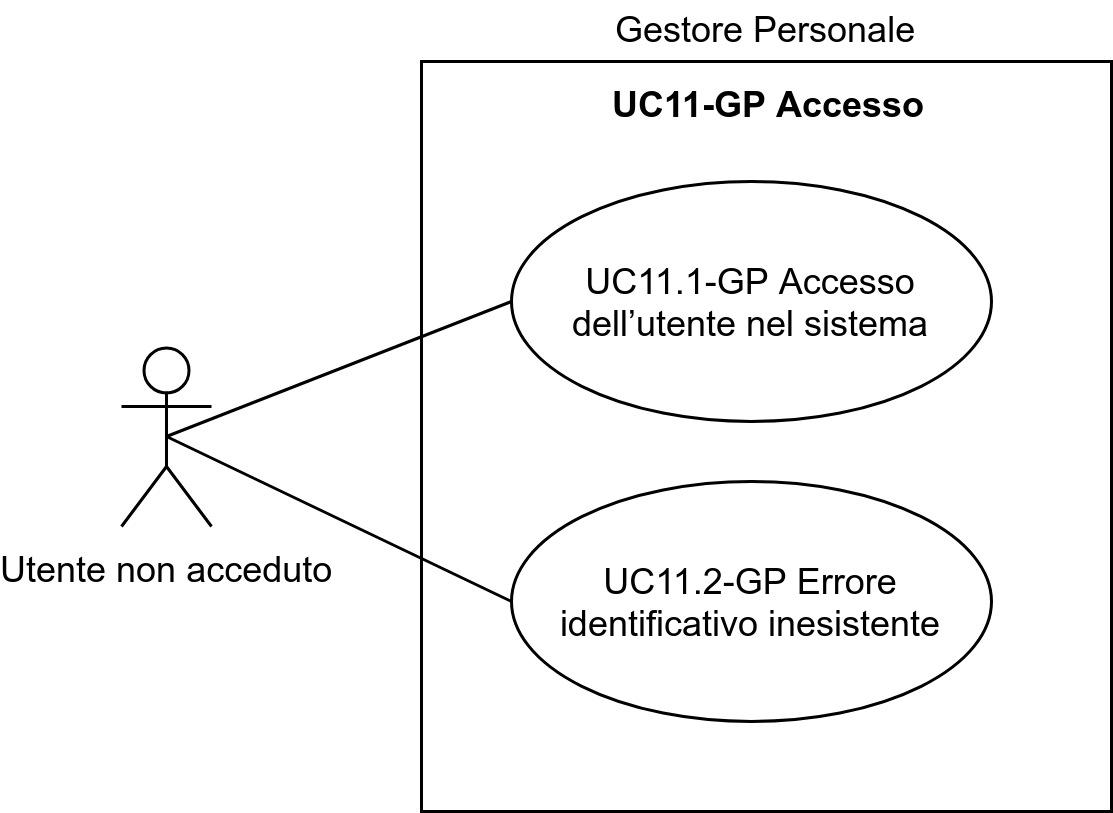 Gestore Personale
UC11-GP Accesso
UC11.1-GP Accesso
dell’utente nel sistema
Utente non acceduto
UC11.2-GP Errore
identificativo inesistente